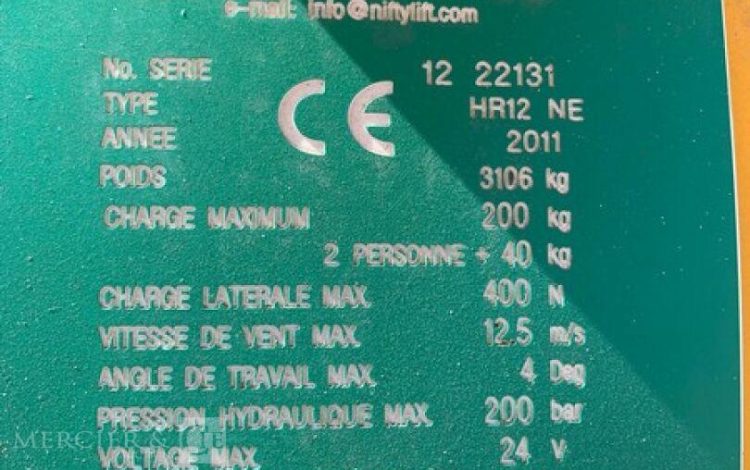 e-mail: info@niftylift.com
No. SERIE 12 22131
TYPE HR12 NE
ANNEE 2011
CE
POIDS 3106 kg
CHARGE MAXIMUM 200 kg
2 PERSONNE + 40 kg
CHARGE LATERALE MAX. 400 N
VITESSE DE VENT MAX. 12.5 m/s
ANGLE DE TRAVAIL MAX. 4 Deg
PRESSION HYDRAULIQUE MAX. 200 bar
VOLTAGE MAX. 24 V
MERCIER &